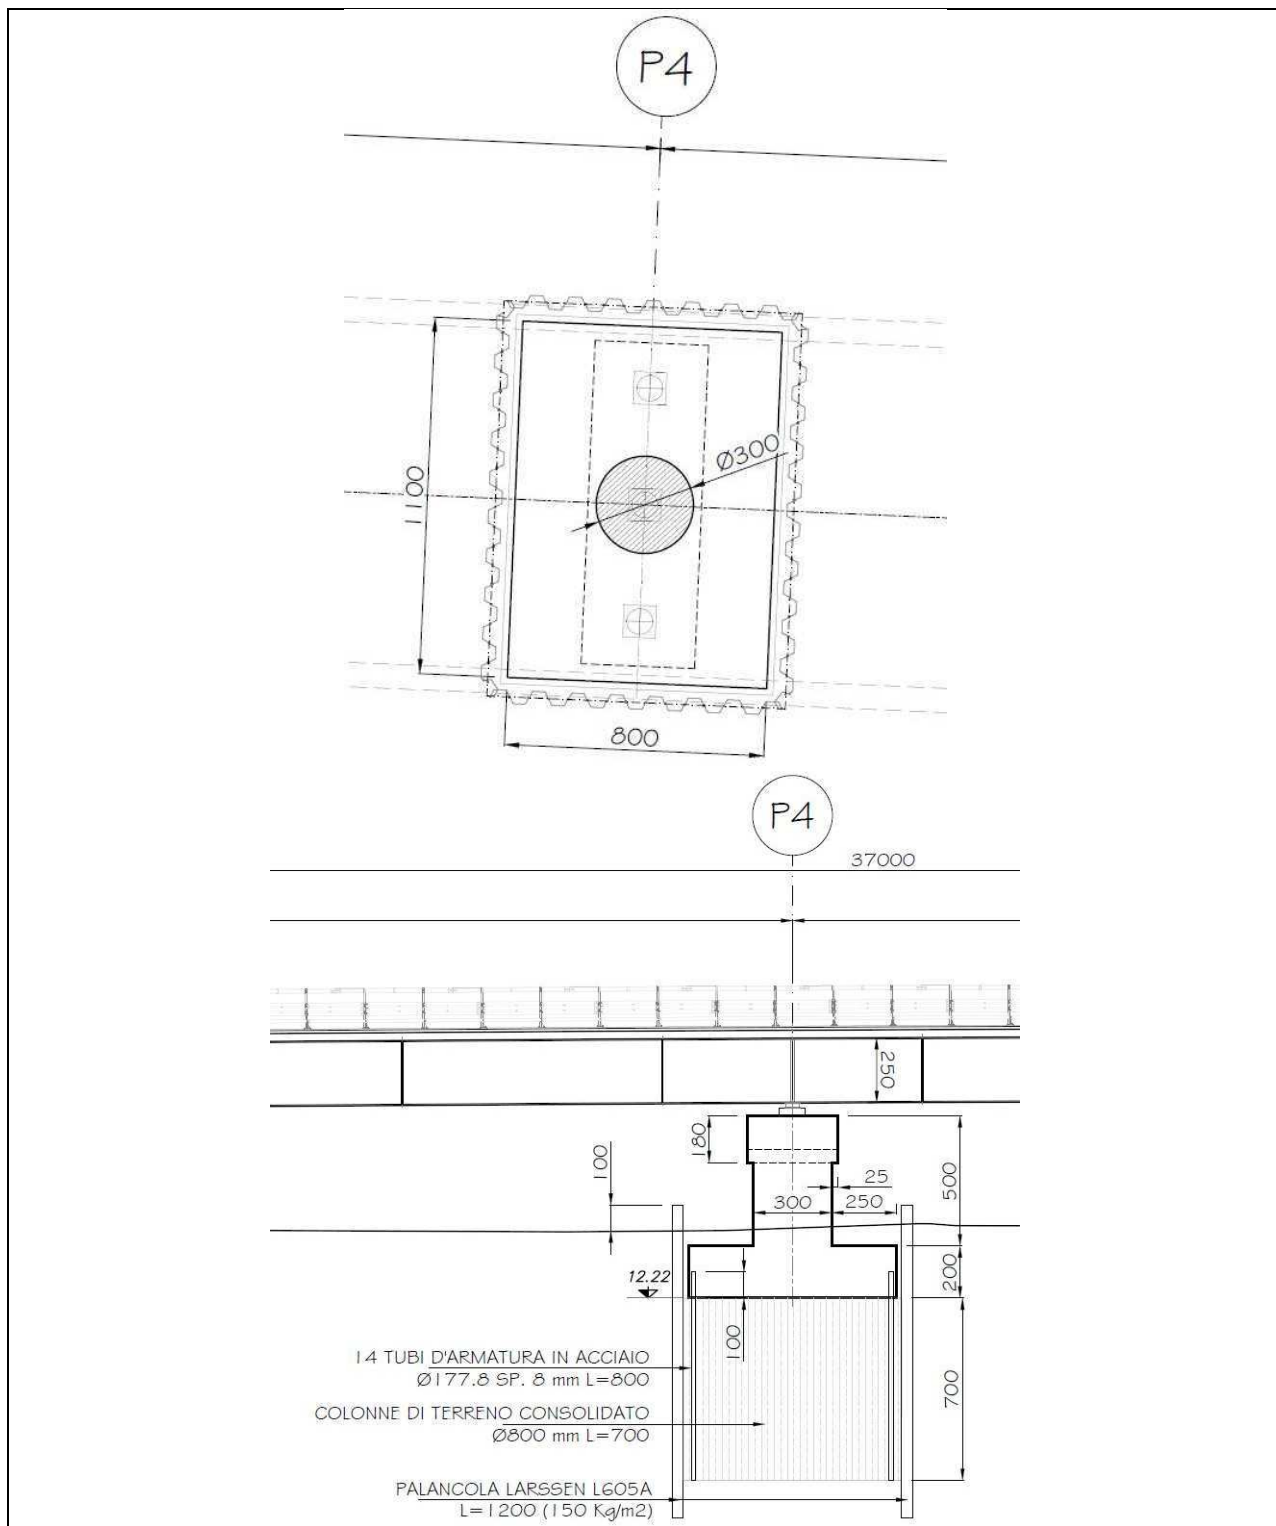 P4
Ø300
1100
800
P4
37000
250
180
100
25
300
250
500
200
12.22
100
14 TUBI D'ARMATURA IN ACCIAIO
Ø177.8 SP. 8 mm L=800
700
COLONNE DI TERRENO CONSOLIDATO
Ø800 mm L=700
PALANCOLA LARSSEN L605A
L=1200 (150 Kg/m2)